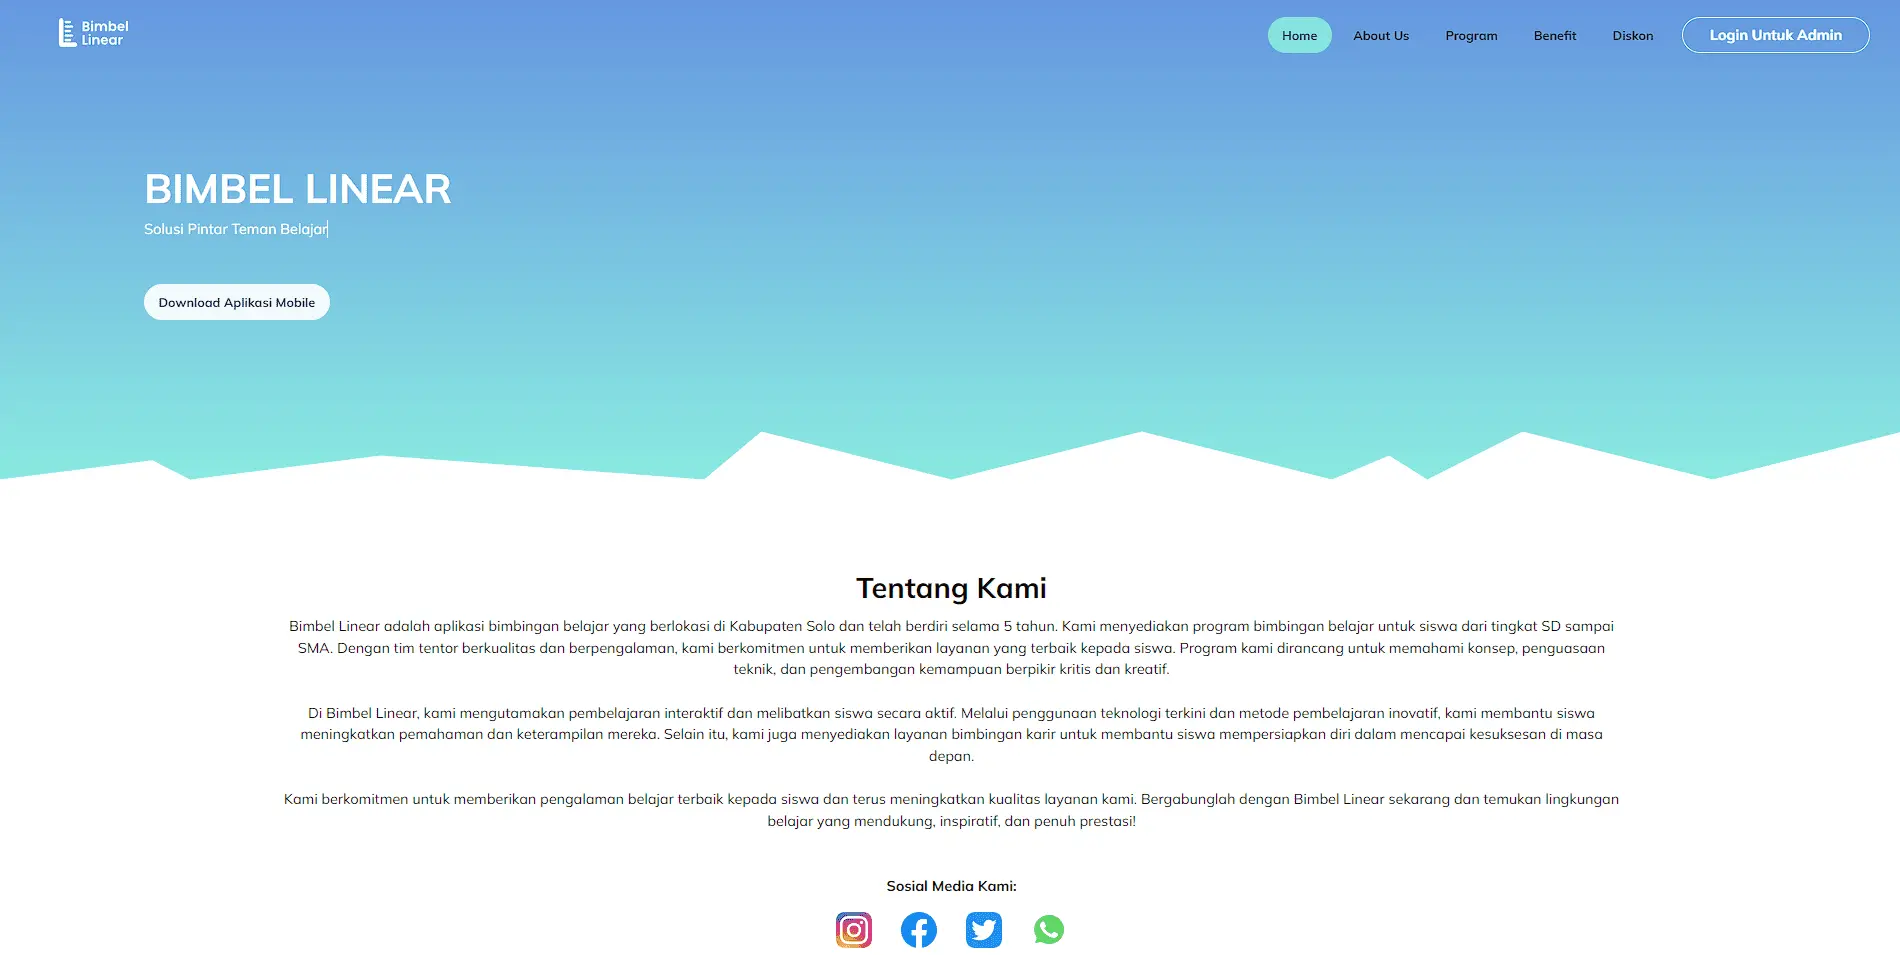 Bimbel
Linear
Home
About Us
Program
Benefit
Diskon
Login Untuk Admin
BIMBEL LINEAR
Solusi Pintar Teman Belajar
Download Aplikasi Mobile
Tentang Kami
Bimbel Linear adalah aplikasi bimbingan belajar yang berlokasi di Kabupaten Solo dan telah berdiri selama 5 tahun. Kami menyediakan program bimbingan belajar untuk siswa dari tingkat SD sampai
SMA. Dengan tim tentor berkualitas dan berpengalaman, kami berkomitmen untuk memberikan layanan yang terbaik kepada siswa. Program kami dirancang untuk memahami konsep, penguasaan
teknik, dan pengembangan kemampuan berpikir kritis dan kreatif.
Di Bimbel Linear, kami mengutamakan pembelajaran interaktif dan melibatkan siswa secara aktif. Melalui penggunaan teknologi terkini dan metode pembelajaran inovatif, kami membantu siswa
meningkatkan pemahaman dan keterampilan mereka. Selain itu, kami juga menyediakan layanan bimbingan karir untuk membantu siswa mempersiapkan diri dalam mencapai kesuksesan di masa
depan.
Kami berkomitmen untuk memberikan pengalaman belajar terbaik kepada siswa dan terus meningkatkan kualitas layanan kami. Bergabunglah dengan Bimbel Linear sekarang dan temukan lingkungan
belajar yang mendukung, inspiratif, dan penuh prestasi!
Sosial Media Kami: